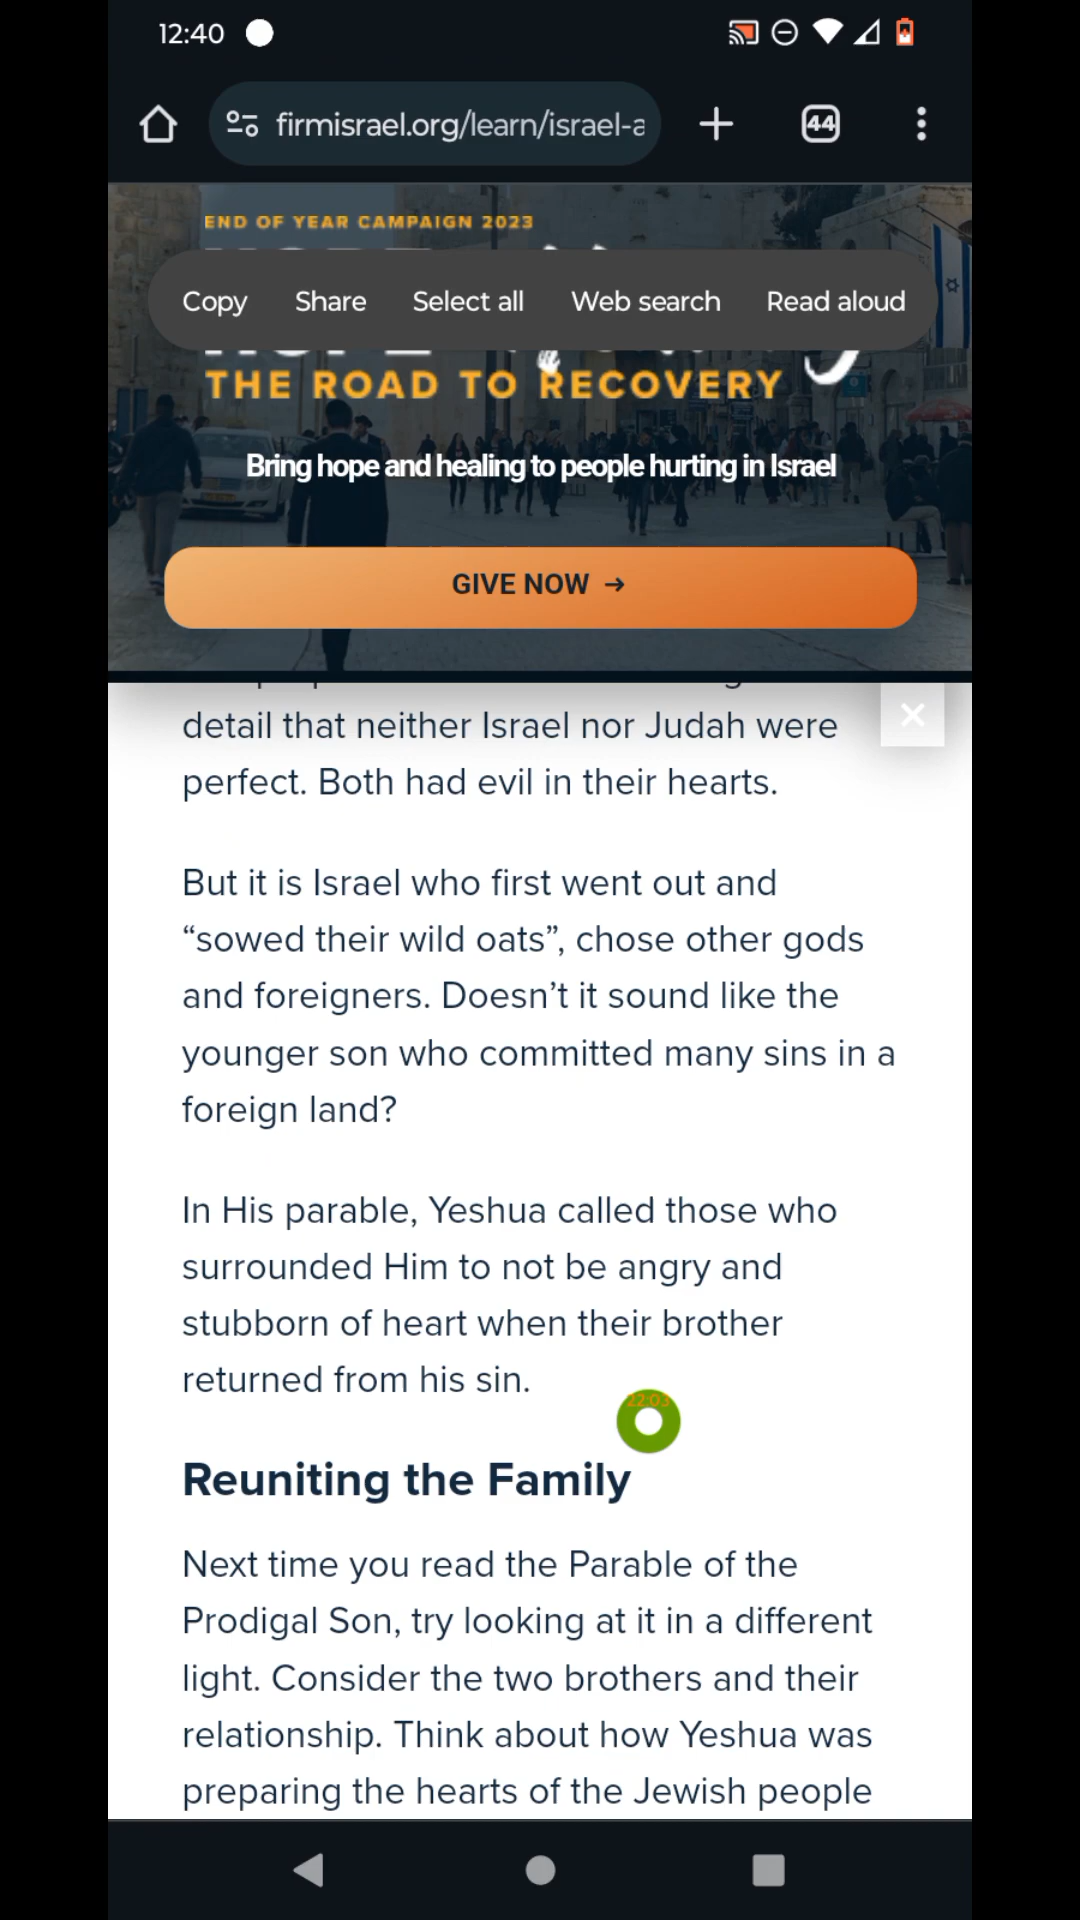 12:40
firmisrael.org/learn/israel-a
44
END OF YEAR CAMPAIGN 2023
Copy Share Select all Web search Read aloud
THE ROAD TO RECOVERY
Bring hope and healing to people hurting in Israel
GIVE NOW →
detail that neither Israel nor Judah were
perfect. Both had evil in their hearts.
But it is Israel who first went out and
“sowed their wild oats”, chose other gods
and foreigners. Doesn’t it sound like the
younger son who committed many sins in a
foreign land?
In His parable, Yeshua called those who
surrounded Him to not be angry and
stubborn of heart when their brother
returned from his sin.
22:03
Reuniting the Family
Next time you read the Parable of the
Prodigal Son, try looking at it in a different
light. Consider the two brothers and their
relationship. Think about how Yeshua was
preparing the hearts of the Jewish people